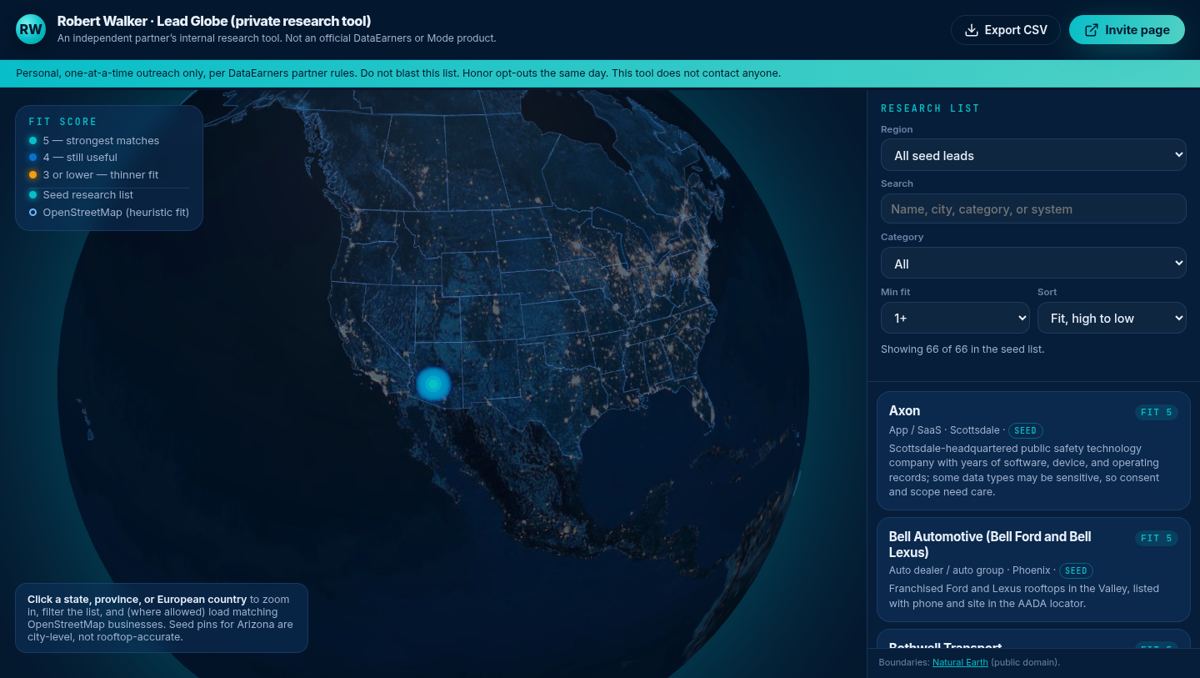 RW
Robert Walker · Lead Globe (private research tool)
An independent partner's internal research tool. Not an official DataEarners or Mode product.
Export CSV
Invite page
Personal, one-at-a-time outreach only, per DataEarners partner rules. Do not blast this list. Honor opt-outs the same day. This tool does not contact anyone.
FIT SCORE
5 — strongest matches
4 — still useful
3 or lower — thinner fit
Seed research list
OpenStreetMap (heuristic fit)
Click a state, province, or European country to zoom
in, filter the list, and (where allowed) load matching
OpenStreetMap businesses. Seed pins for Arizona are
city-level, not rooftop-accurate.
RESEARCH LIST
Region
All seed leads
Search
Name, city, category, or system
Category
All
Min fit
Sort
1+
Fit, high to low
Showing 66 of 66 in the seed list.
Axon
FIT 5
App / SaaS · Scottsdale · SEED
Scottsdale-headquartered public safety technology
company with years of software, device, and operating
records; some data types may be sensitive, so consent
and scope need care.
Bell Automotive (Bell Ford and Bell
Lexus)
FIT 5
Auto dealer / auto group · Phoenix · SEED
Franchised Ford and Lexus rooftops in the Valley, listed
with phone and site in the AADA locator.
Bothwell Transport
FIT 5
Boundaries: Natural Earth (public domain).